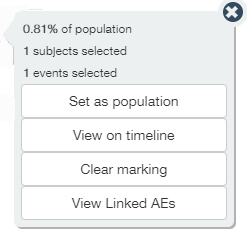 0.81% of population
1 subjects selected
1 events selected
Set as population
View on timeline
Clear marking
View Linked AEs